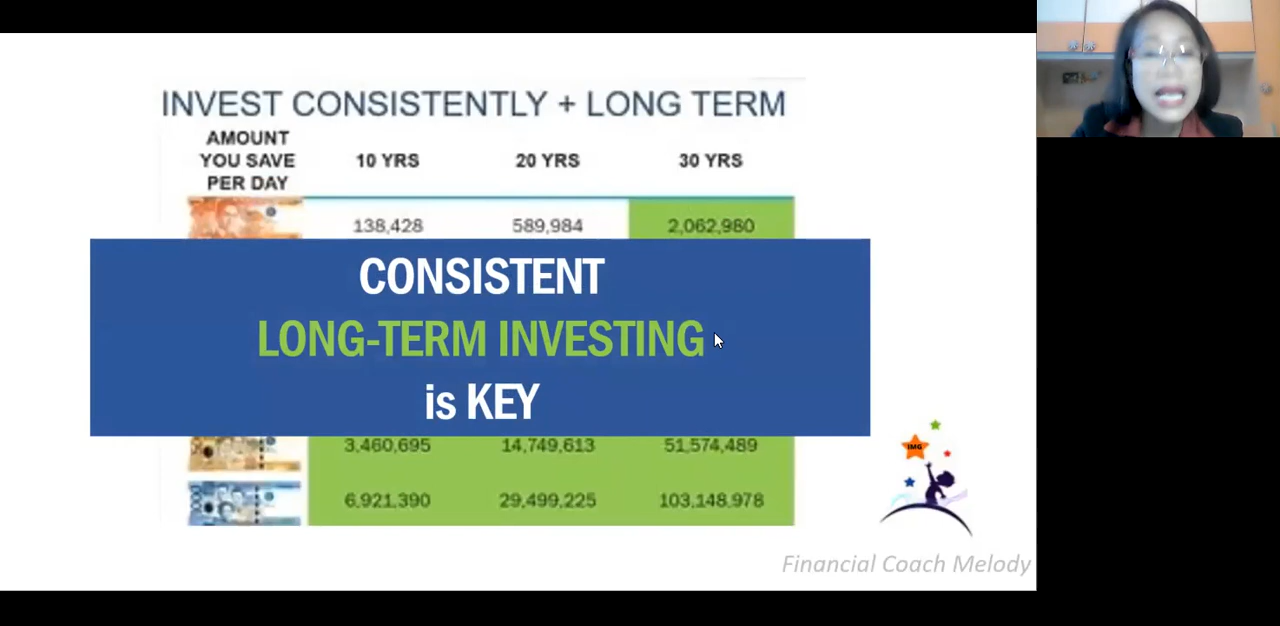 INVEST CONSISTENTLY + LONG TERM
AMOUNT
YOU SAVE
PER DAY
10 YRS 20 YRS 30 YRS
138,428 589,984 2,062,980
CONSISTENT
LONG-TERM INVESTING
is KEY
3,460,695 14,749,613 51,574,489
6,921,390 29,499,225 103,148,978
IMG
Financial Coach Melody